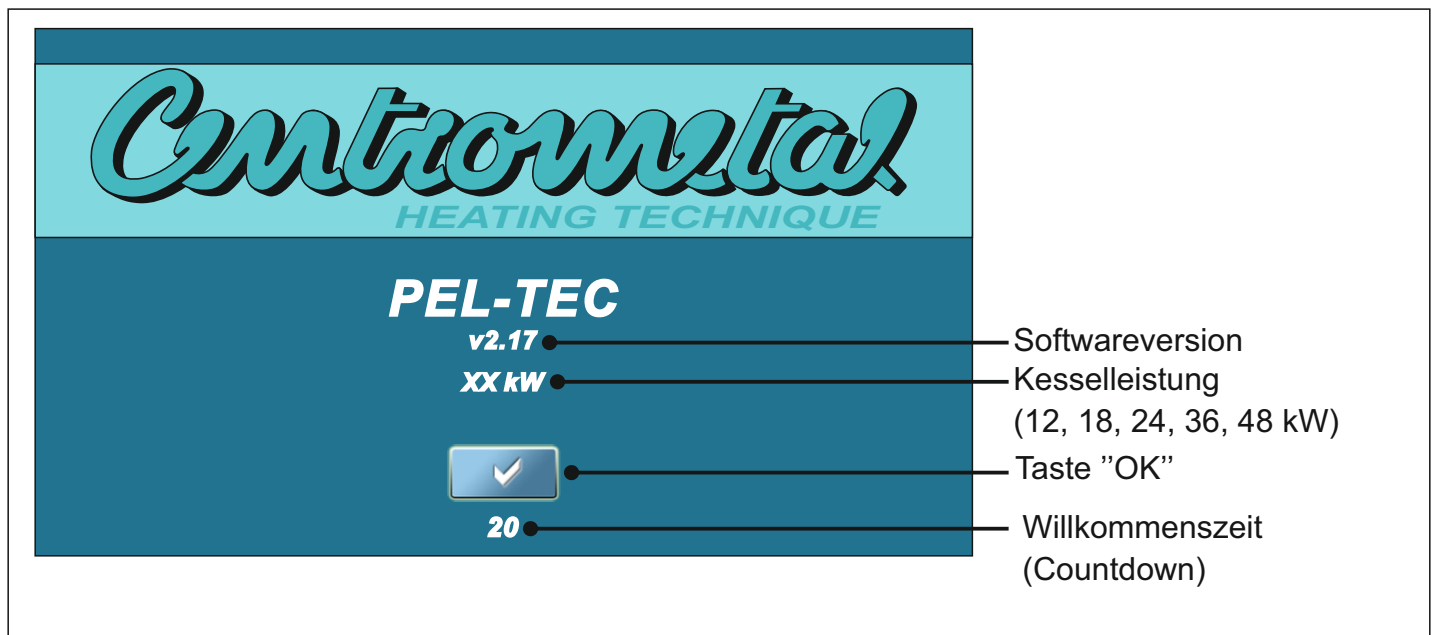 Centrometal
HEATING TECHNIQUE
PEL-TEC
v2.17
Softwareversion
XX kW
Kesselleistung
(12, 18, 24, 36, 48 kW)
Taste ’’OK’’
20
Willkommenszeit
(Countdown)